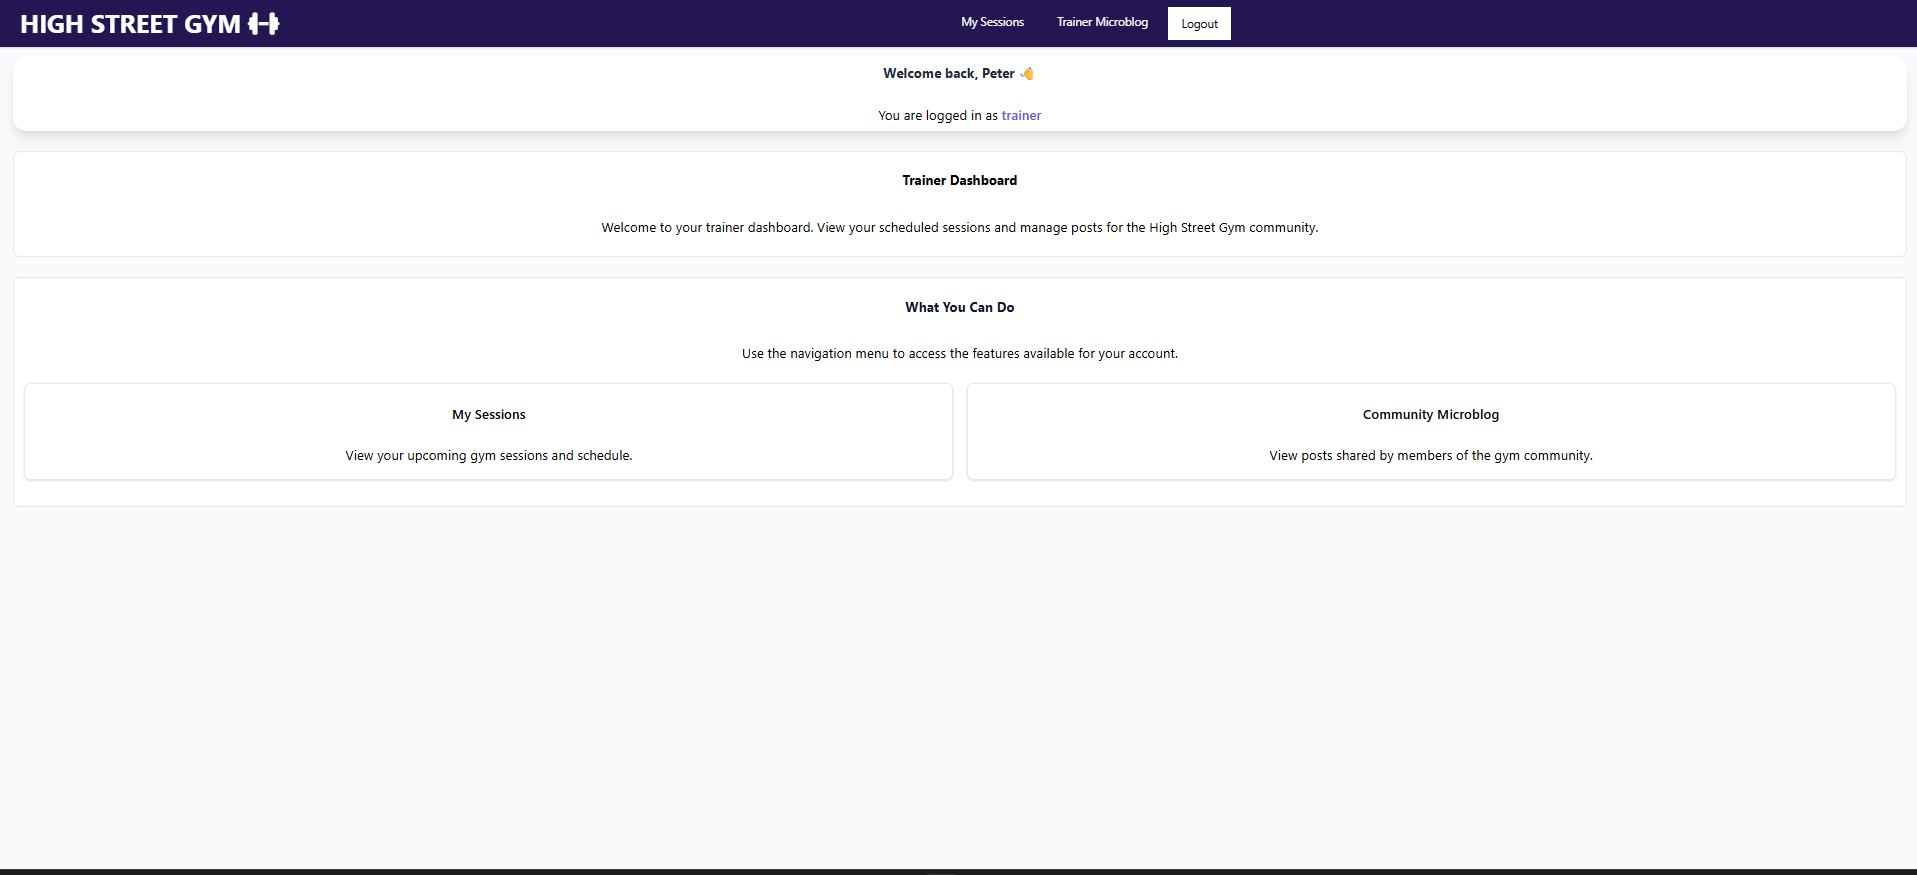 HIGH STREET GYM
My Sessions
Trainer Microblog
Logout
Welcome back, Peter 👋
You are logged in as trainer
Trainer Dashboard
Welcome to your trainer dashboard. View your scheduled sessions and manage posts for the High Street Gym community.
What You Can Do
Use the navigation menu to access the features available for your account.
My Sessions
View your upcoming gym sessions and schedule.
Community Microblog
View posts shared by members of the gym community.